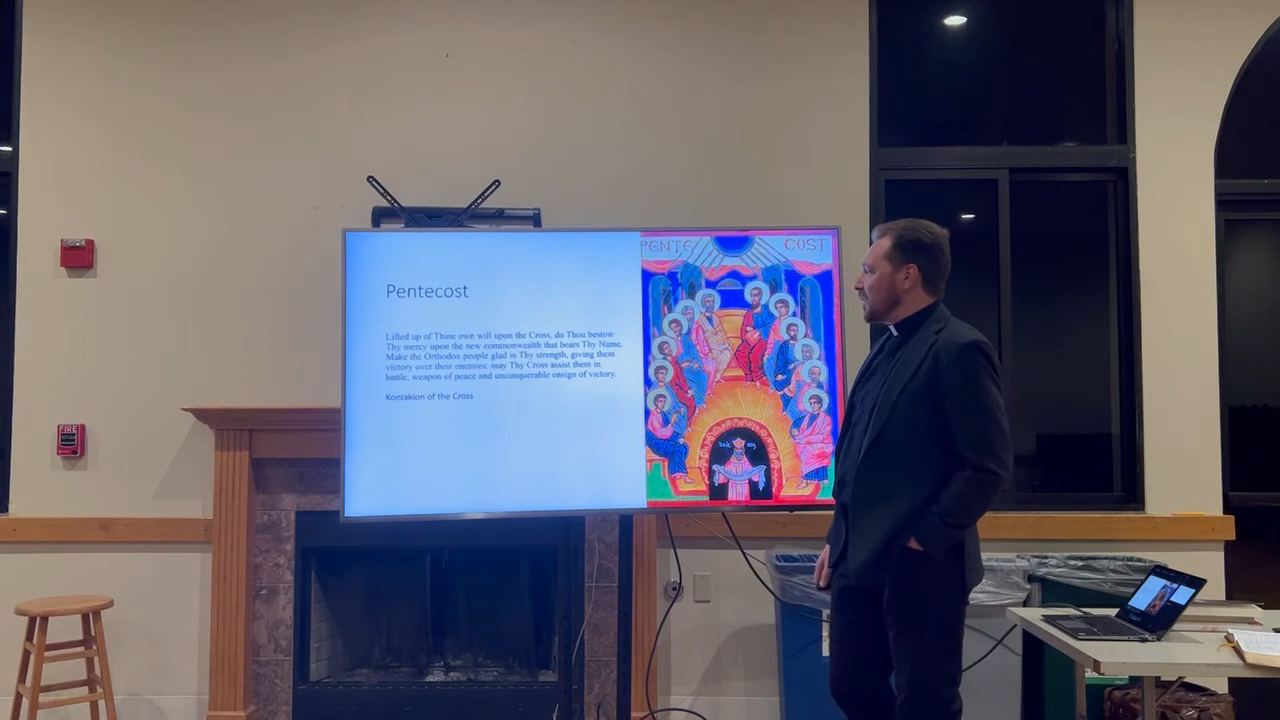 Pentecost
Lifted up of Thine own will upon the Cross, do Thou bestow
Thy mercy upon the new commonwealth that bears Thy Name.
Make the Orthodox people glad in Thy strength, giving them
victory over their enemies: may Thy Cross assist them in
battle, weapon of peace and unconquerable ensign of victory.
Kontakion of the Cross
PENTE COST
FIRE